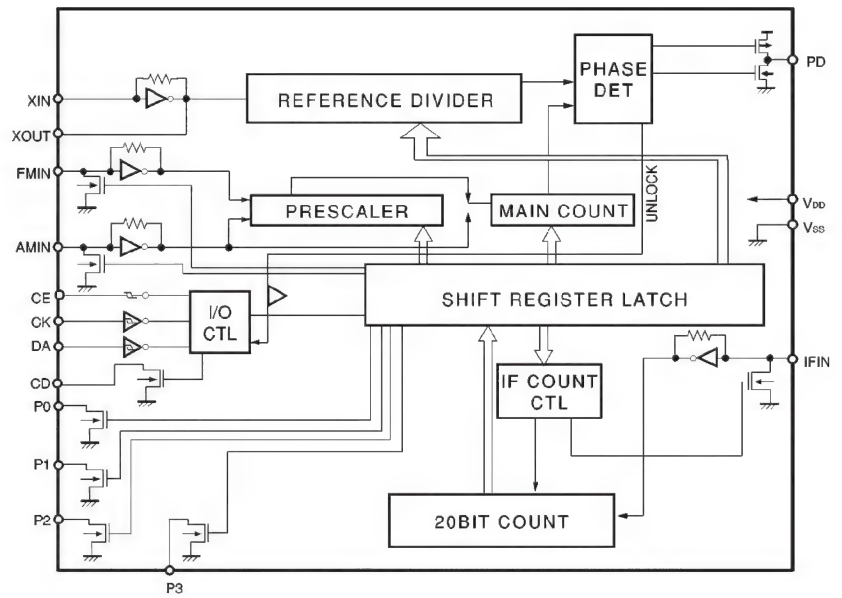 PHASE
DET
PD
XIN
REFERENCE DIVIDER
XOUT
FMIN
UNLOCK
PRESCALER
MAIN COUNT
VDD
VSS
AMIN
CE
I/O
CTL
SHIFT REGISTER LATCH
CK
DA
IFIN
CD
IF COUNT
CTL
P0
P1
P2
20BIT COUNT
P3